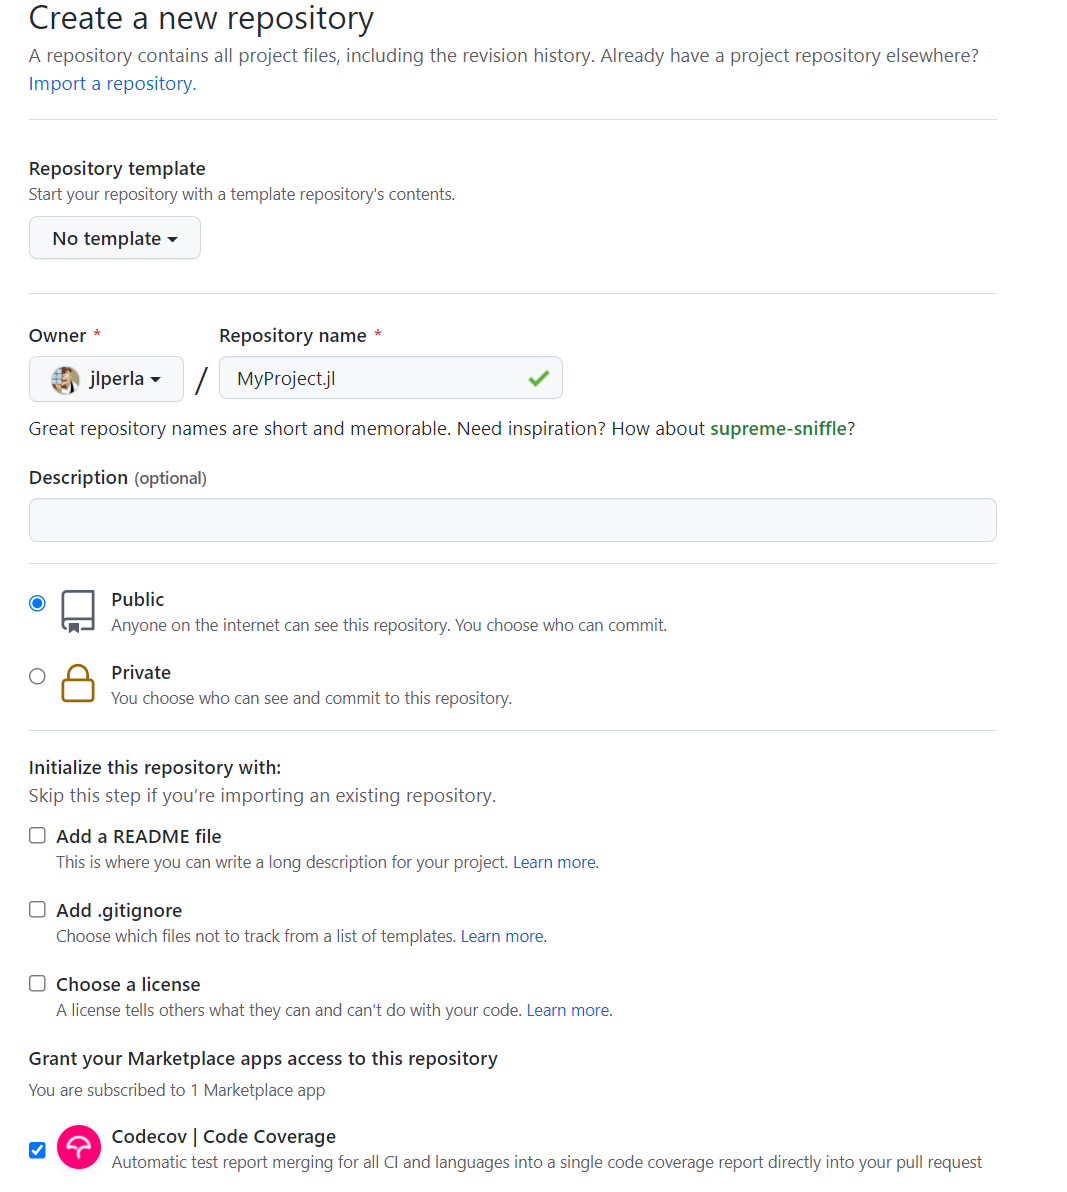 Create a new repository
A repository contains all project files, including the revision history. Already have a project repository elsewhere?
Import a repository.
Repository template
Start your repository with a template repository's contents.
No template
Owner *
Repository name *
jlperla
/
MyProject.jl
Great repository names are short and memorable. Need inspiration? How about supreme-sniffle?
Description (optional)
Public
Anyone on the internet can see this repository. You choose who can commit.
Private
You choose who can see and commit to this repository.
Initialize this repository with:
Skip this step if you’re importing an existing repository.
Add a README file
This is where you can write a long description for your project. Learn more.
Add .gitignore
Choose which files not to track from a list of templates. Learn more.
Choose a license
A license tells others what they can and can't do with your code. Learn more.
Grant your Marketplace apps access to this repository
You are subscribed to 1 Marketplace app
Codecov | Code Coverage
Automatic test report merging for all CI and languages into a single code coverage report directly into your pull request